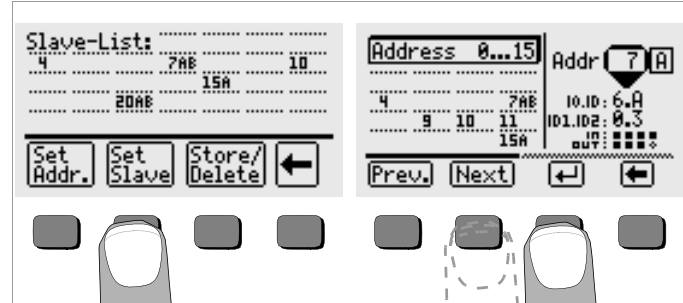 Slave-List:
4 7AB 10
15A
20AB
Set Addr.
Set Slave
Store/ Delete
Address 0...15
Addr 7 A
4 7AB
9 10 11
15A
IO.ID: 6.A
ID1.ID2: 0.3
IN
OUT
Prev.
Next